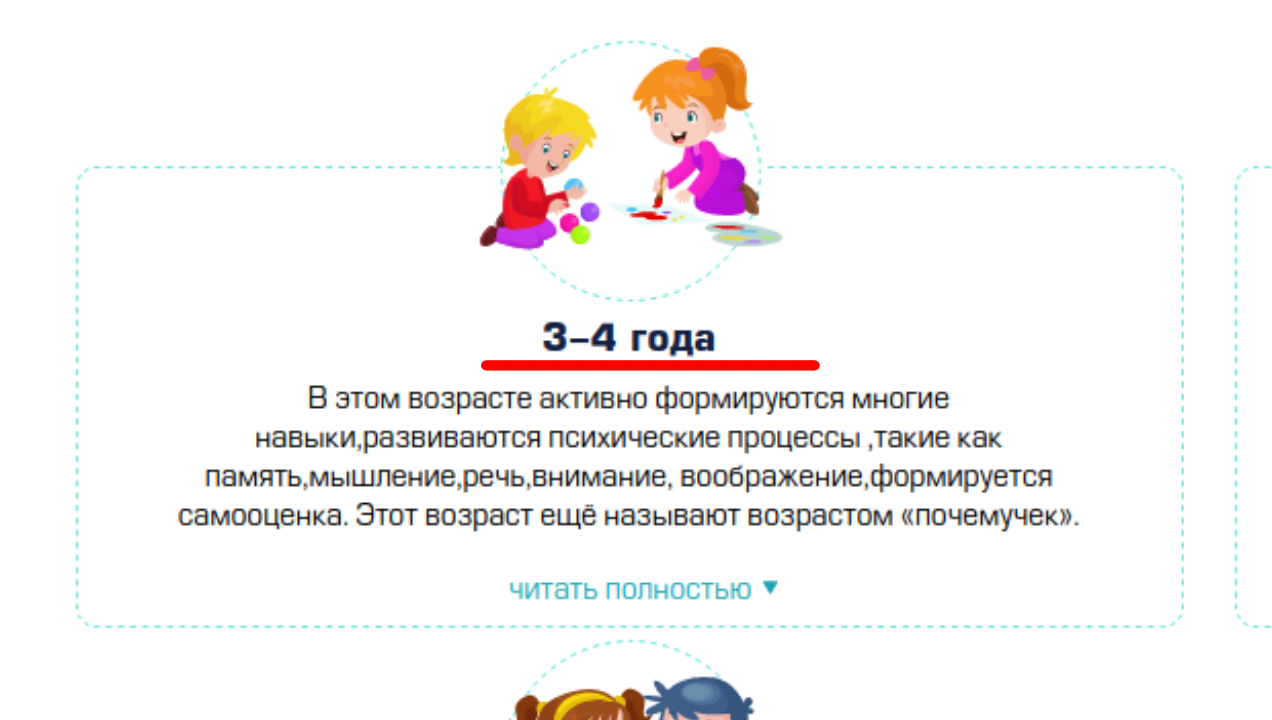 3–4 года
В этом возрасте активно формируются многие
навыки,развиваются психические процессы ,такие как
память,мышление,речь,внимание, воображение,формируется
самооценка. Этот возраст ещё называют возрастом «почемучек».
читать полностью ▼